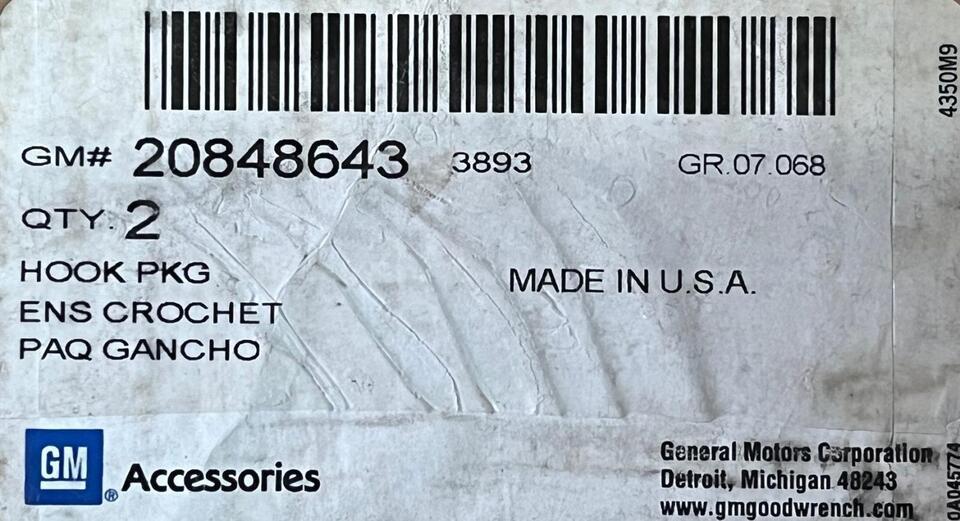 4350M9
GM# 20848643 3893 GR.07.068
QTY. 2
HOOK PKG
MADE IN U.S.A.
ENS CROCHET
PAQ GANCHO
GM ® Accessories
General Motors Corporation
Detroit, Michigan 48243
www.gmgoodwrench.com
0A045774